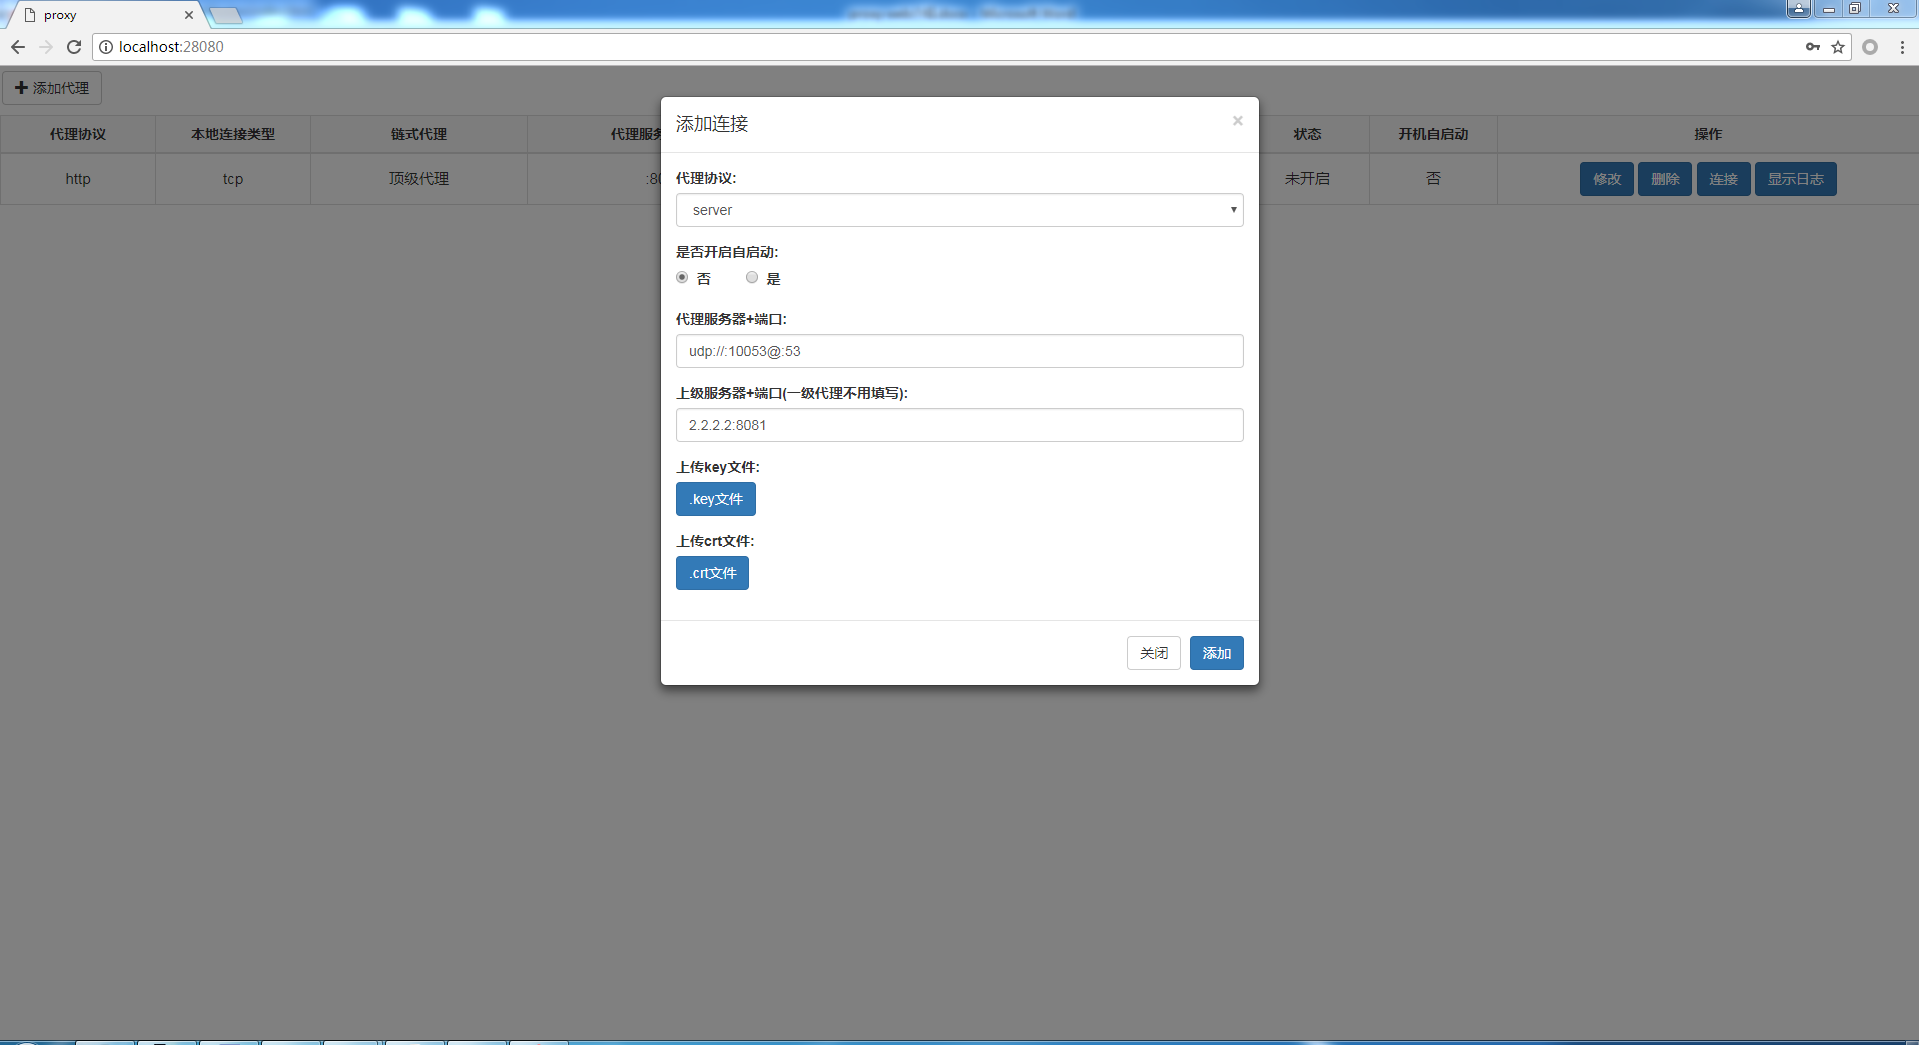 proxy
localhost:28080
添加代理
代理协议 本地连接类型 链式代理 代理服务 状态 开机自启动 操作
http tcp 顶级代理 :80 未开启 否 修改 删除 连接 显示日志
添加连接
×
代理协议:
server
是否开启自启动:
否 是
代理服务器+端口:
udp://:10053@:53
上级服务器+端口(一级代理不用填写):
2.2.2.2:8081
上传key文件:
.key文件
上传crt文件:
.crt文件
关闭 添加